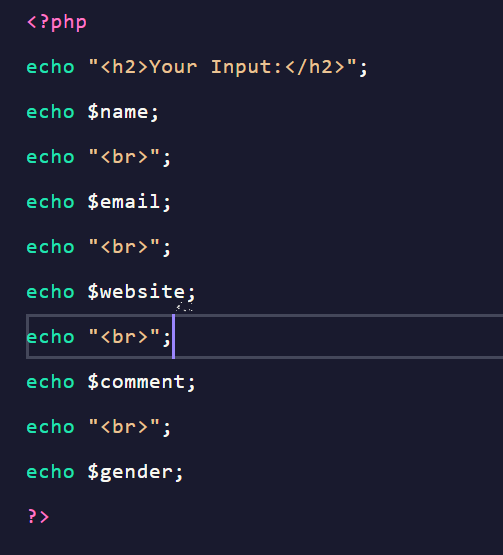 <?php
echo "<h2>Your Input:</h2>";
echo $name;
echo "<br>";
echo $email;
echo "<br>";
echo $website;
echo "<br>";
echo $comment;
echo "<br>";
echo $gender;
?>